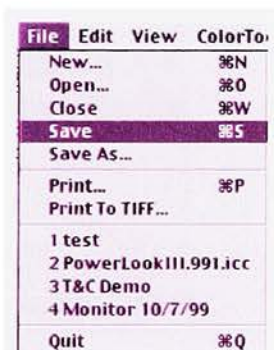 File Edit View ColorTo
New... ⌘N
Open... ⌘O
Close ⌘W
Save ⌘S
Save As...
Print... ⌘P
Print To TIFF...
1 test
2 PowerLookIII.991.icc
3 T&C Demo
4 Monitor 10/7/99
Quit ⌘Q